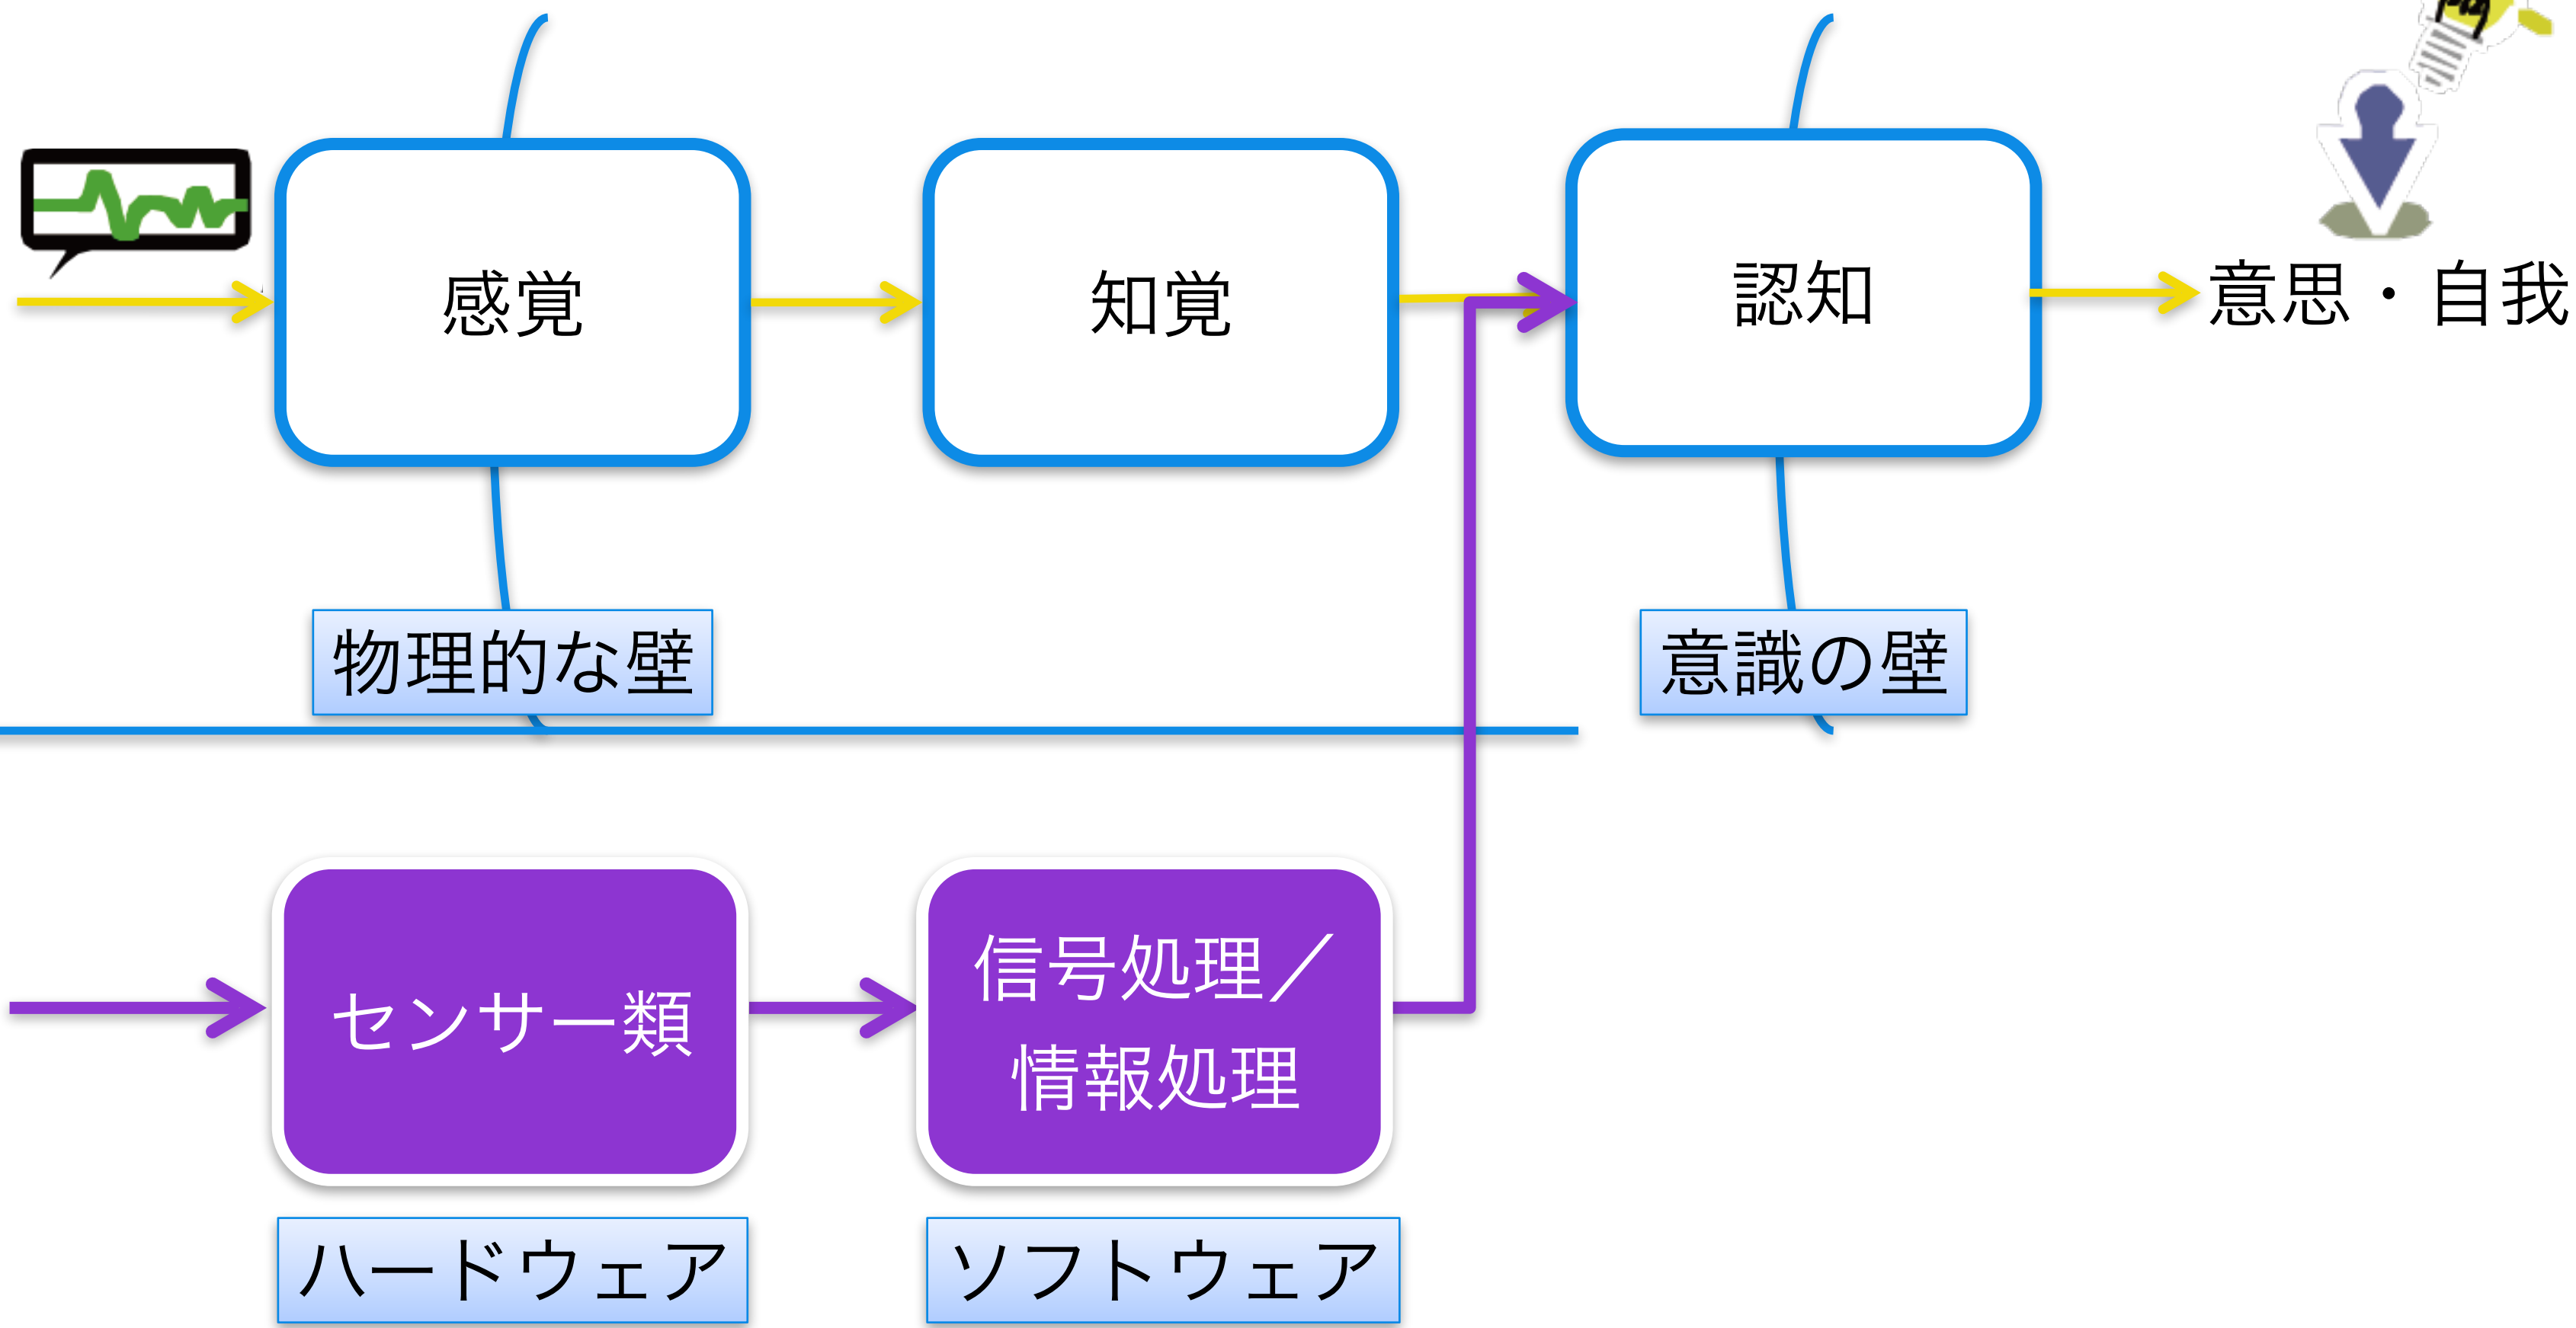 感覚
知覚
認知
意思・自我
物理的な壁
意識の壁
センサー類
信号処理／
情報処理
ハードウェア
ソフトウェア